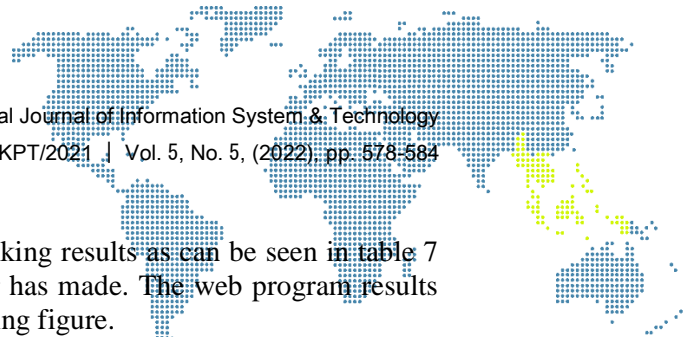 al Journal of Information System & Technology
KPT/2021 | Vol. 5, No. 5, (2022), pp. 578-584
king results as can be seen in table 7
has made. The web program results
ing figure.